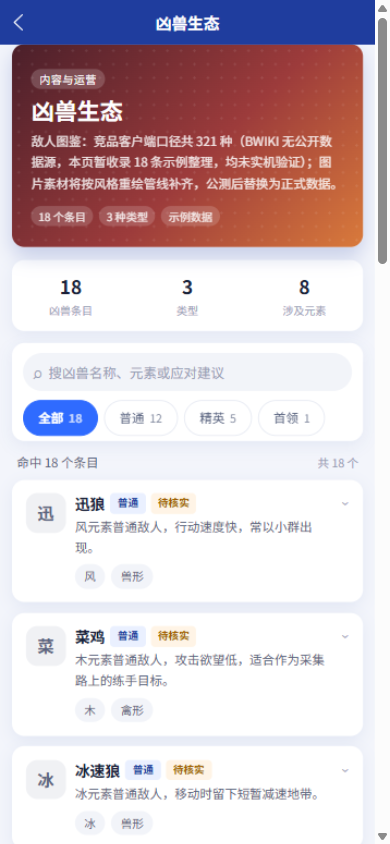 凶兽生态
内容与运营
凶兽生态
敌人图鉴：竞品客户端口径共 321 种（BWIKI 无公开数
据源，本页暂收录 18 条示例整理，均未实机验证）；图
片素材将按风格重绘管线补齐，公测后替换为正式数据。
18 个条目 3 种类型 示例数据
18 3 8
凶兽条目 类型 涉及元素
搜凶兽名称、元素或应对建议
全部 18 普通 12 精英 5 首领 1
命中 18 个条目 共 18 个
迅 迅狼 普通 待核实
风元素普通敌人，行动速度快，常以小群出
现。
风 兽形
菜 菜鸡 普通 待核实
木元素普通敌人，攻击欲望低，适合作为采集
路上的练手目标。
木 禽形
冰 冰速狼 普通 待核实
冰元素普通敌人，移动时留下短暂减速地带。
冰 兽形